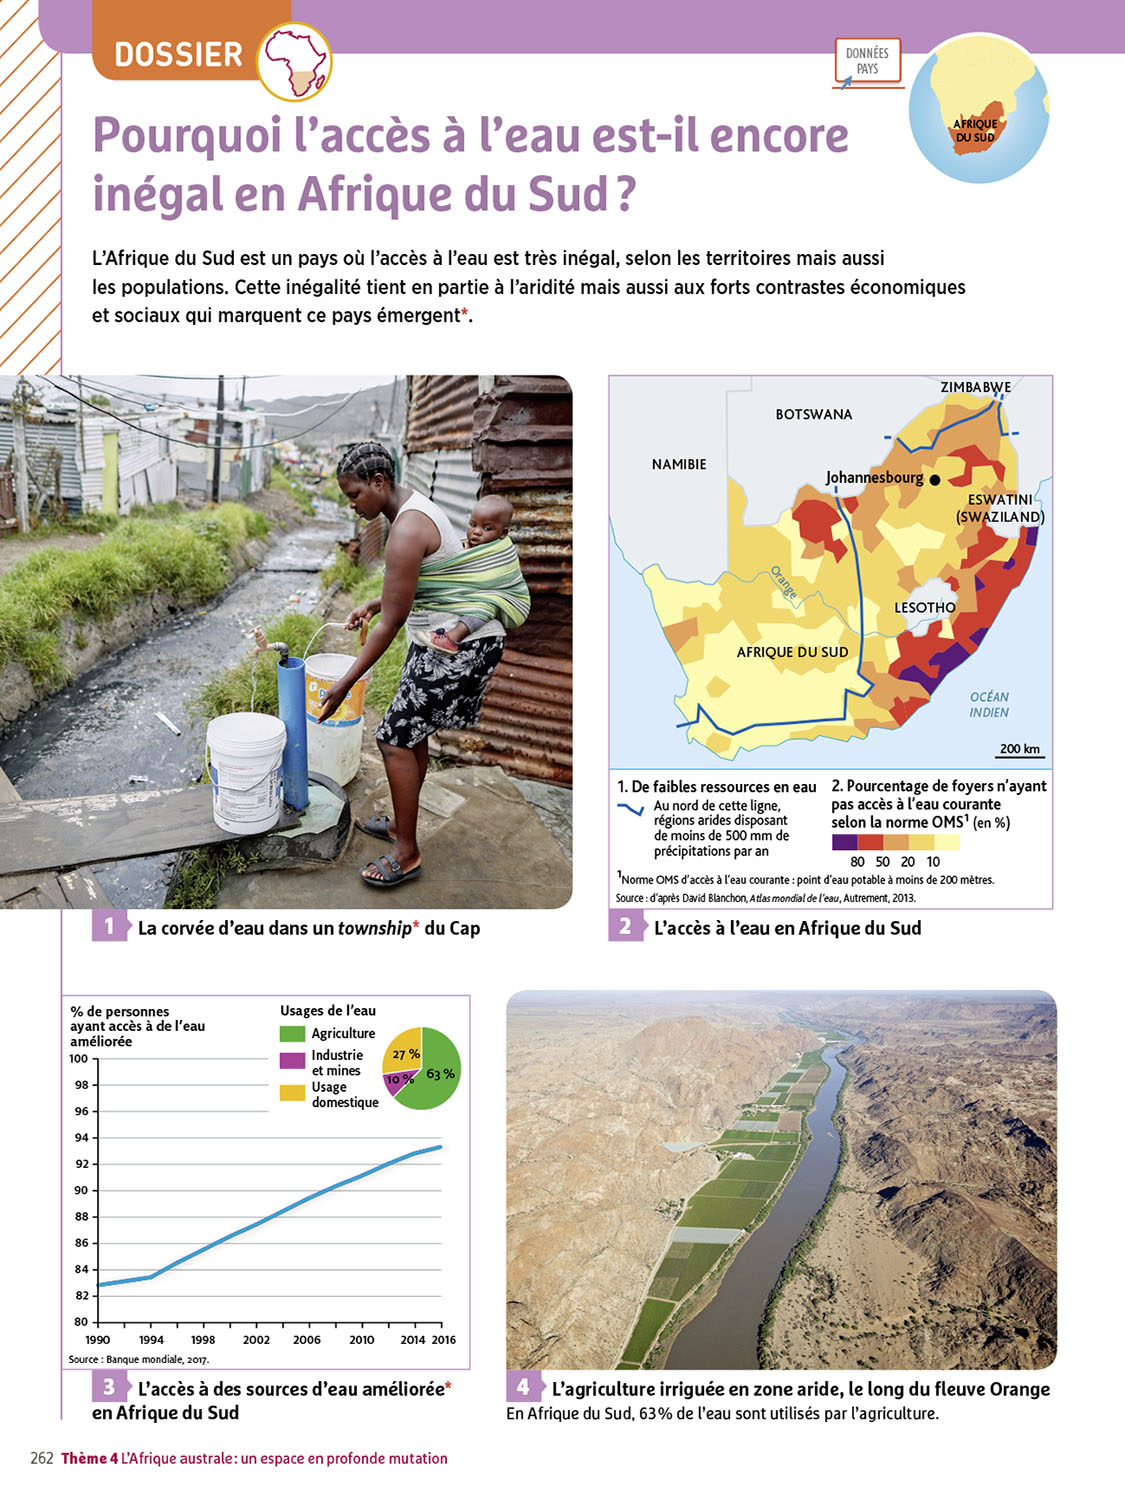 DOSSIER
DONNÉES
PAYS
AFRIQUE
DU SUD
Pourquoi l’accès à l’eau est-il encore
inégal en Afrique du Sud ?
L’Afrique du Sud est un pays où l’accès à l’eau est très inégal, selon les territoires mais aussi
les populations. Cette inégalité tient en partie à l’aridité mais aussi aux forts contrastes économiques
et sociaux qui marquent ce pays émergent*.
1 La corvée d’eau dans un township* du Cap
ZIMBABWE
BOTSWANA
NAMIBIE
Johannesbourg
ESWATINI
(SWAZILAND)
Orange
LESOTHO
AFRIQUE DU SUD
OCÉAN
INDIEN
200 km
1. De faibles ressources en eau
Au nord de cette ligne,
régions arides disposant
de moins de 500 mm de
précipitations par an
2. Pourcentage de foyers n’ayant
pas accès à l’eau courante
selon la norme OMS1 (en %)
80 50 20 10
1Norme OMS d’accès à l’eau courante : point d’eau potable à moins de 200 mètres.
Source : d’après David Blanchon, Atlas mondial de l’eau, Autrement, 2013.
2 L’accès à l’eau en Afrique du Sud
% de personnes
ayant accès à de l’eau
améliorée
100
98
96
94
92
90
88
86
84
82
80
1990 1994 1998 2002 2006 2010 2014 2016
Usages de l’eau
Agriculture
Industrie
et mines
Usage
domestique
27 %
10 %
63 %
Source : Banque mondiale, 2017.
3 L’accès à des sources d’eau améliorée*
en Afrique du Sud
4 L’agriculture irriguée en zone aride, le long du fleuve Orange
En Afrique du Sud, 63 % de l’eau sont utilisés par l’agriculture.
262 Thème 4 L’Afrique australe : un espace en profonde mutation